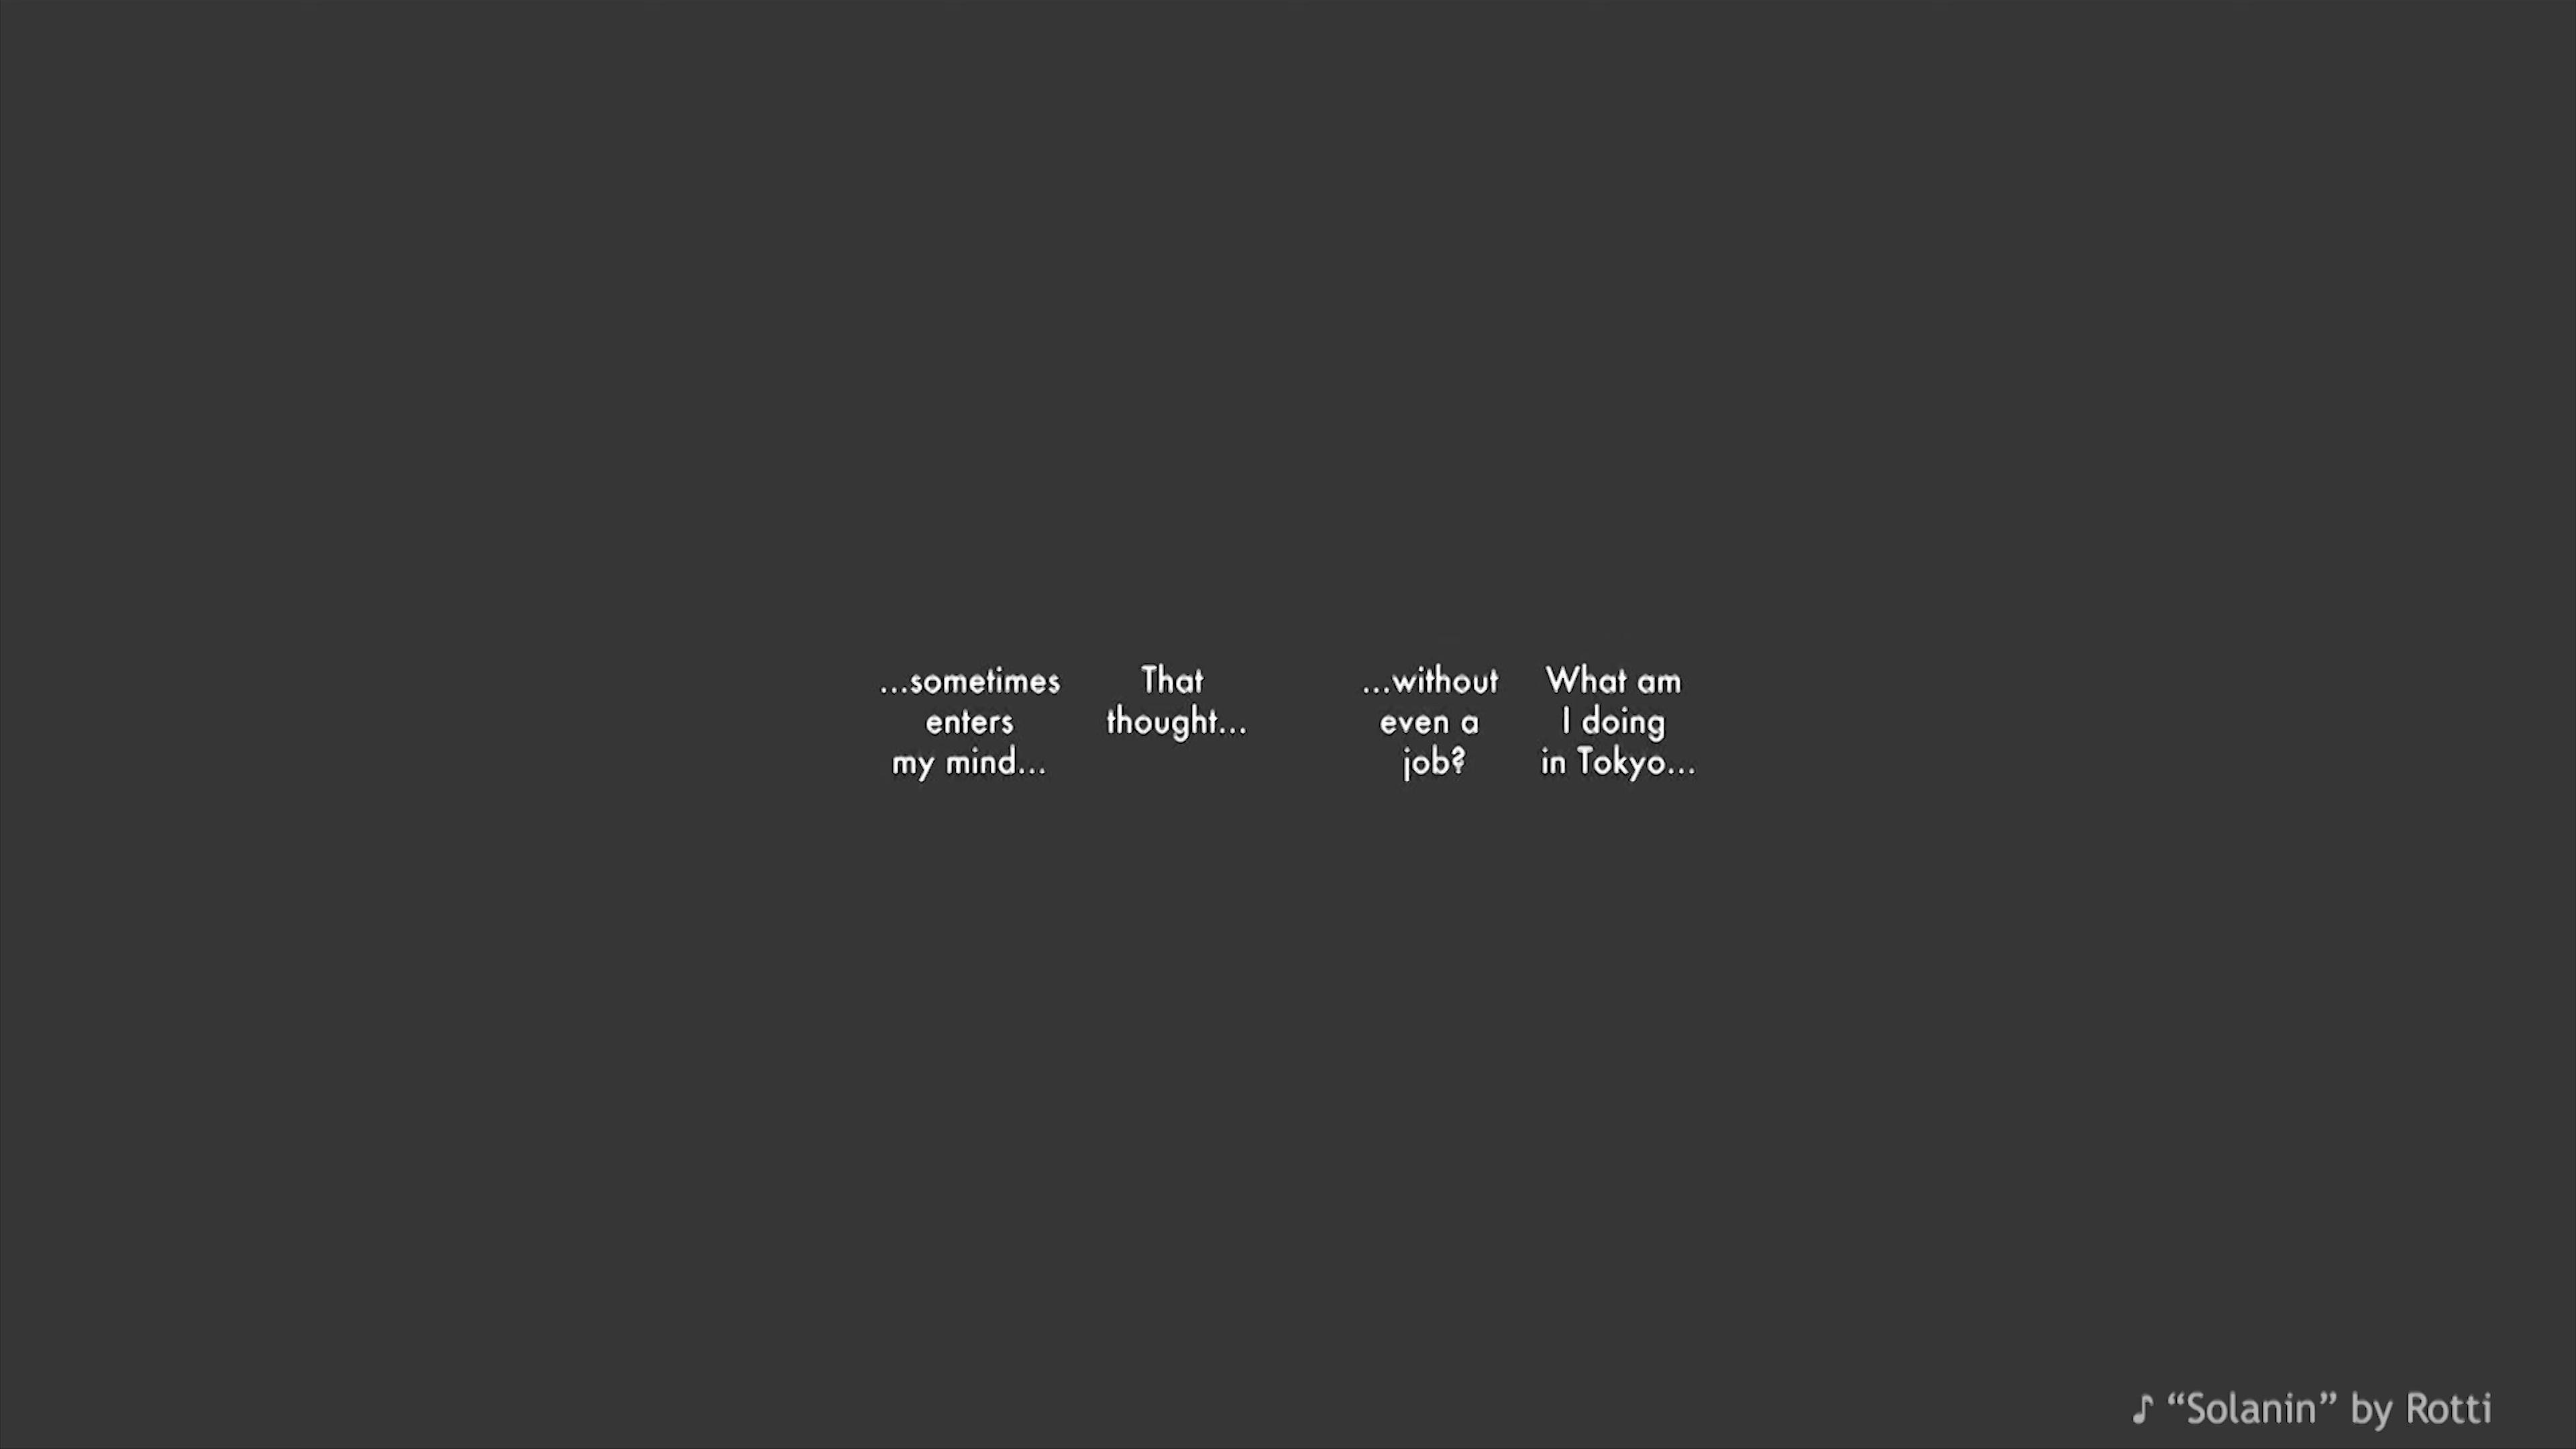 What am
I doing
in Tokyo...
...without
even a
job?
That
thought...
...sometimes
enters
my mind...
♪ “Solanin” by Rotti